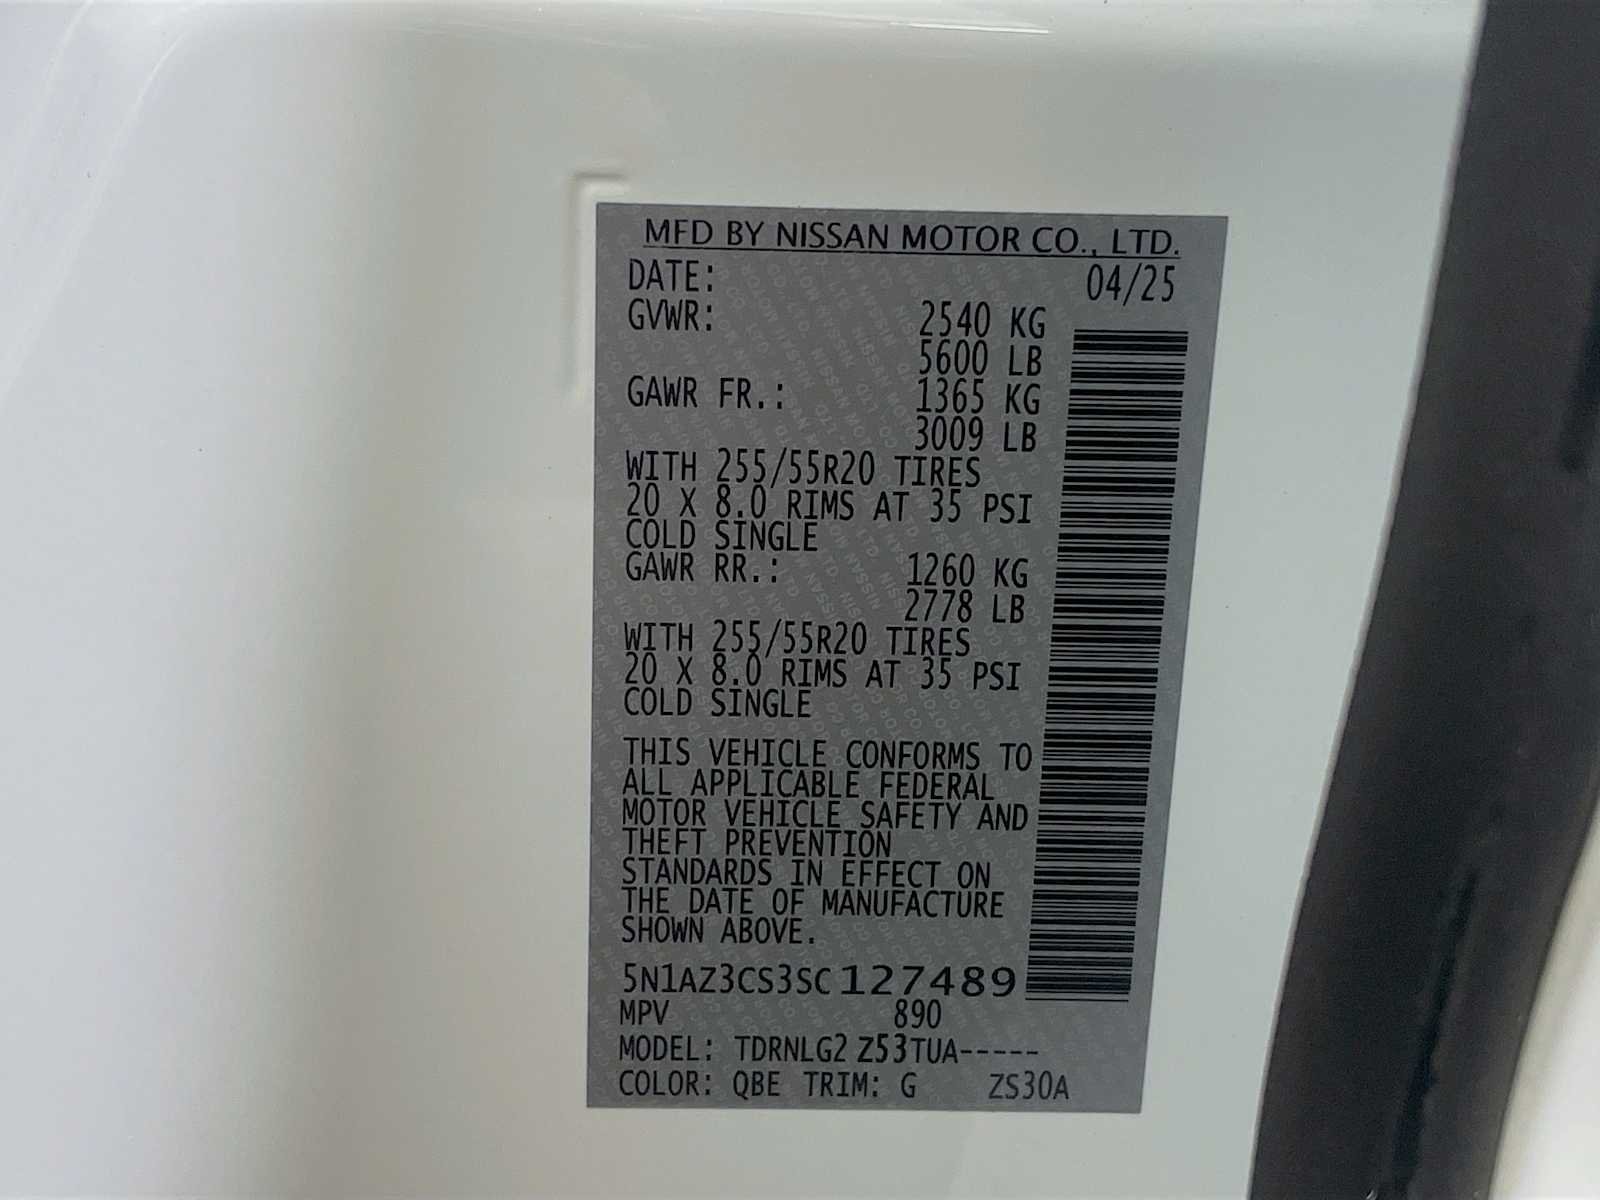 MFD BY NISSAN MOTOR CO., LTD.
DATE: 04/25
GVWR: 2540 KG
5600 LB
GAWR FR.: 1365 KG
3009 LB
WITH 255/55R20 TIRES
20 X 8.0 RIMS AT 35 PSI
COLD SINGLE
GAWR RR.: 1260 KG
2778 LB
WITH 255/55R20 TIRES
20 X 8.0 RIMS AT 35 PSI
COLD SINGLE
THIS VEHICLE CONFORMS TO
ALL APPLICABLE FEDERAL
MOTOR VEHICLE SAFETY AND
THEFT PREVENTION
STANDARDS IN EFFECT ON
THE DATE OF MANUFACTURE
SHOWN ABOVE.
5N1AZ3CS3SC127489
MPV 890
MODEL: TDRNLG2 Z53TUA-----
COLOR: QBE TRIM: G ZS30A